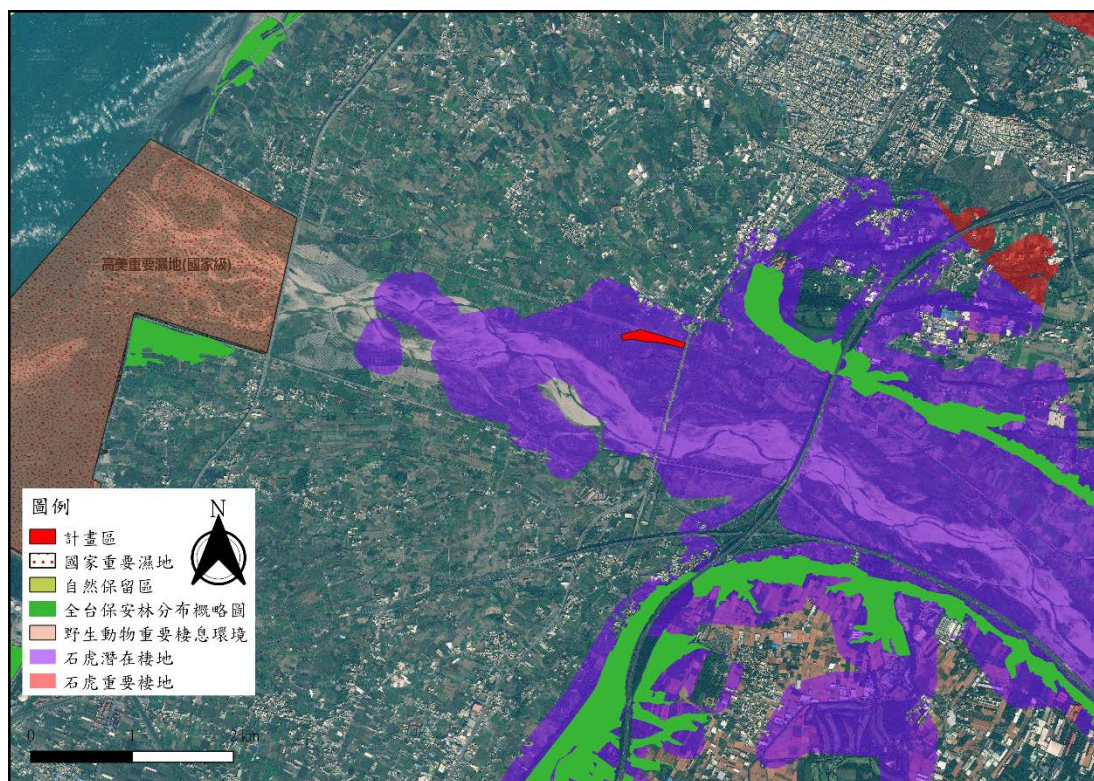 高美重要濕地(國家級)
圖例
N
計畫區
國家重要濕地
自然保留區
全台保安林分布概略圖
野生動物重要棲息環境
石虎潛在棲地
石虎重要棲地
0 1 2 km